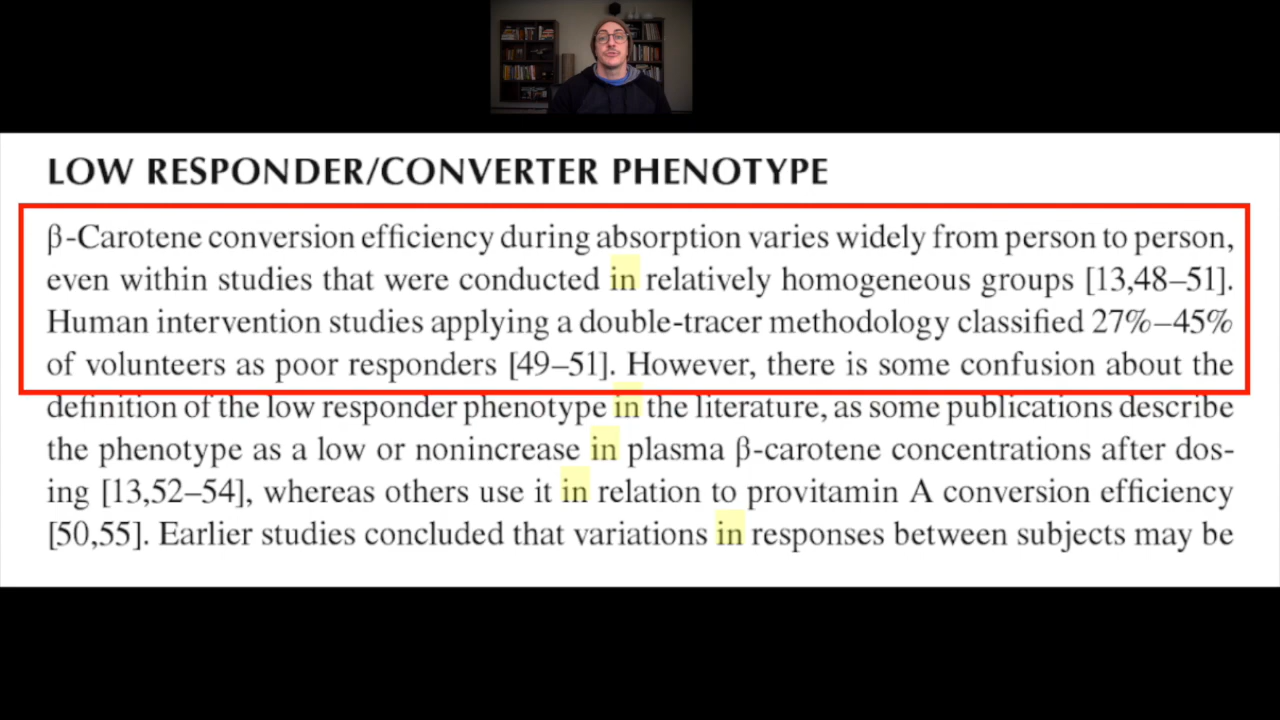 LOW RESPONDER/CONVERTER PHENOTYPE
β-Carotene conversion efficiency during absorption varies widely from person to person,
even within studies that were conducted in relatively homogeneous groups [13,48–51].
Human intervention studies applying a double-tracer methodology classified 27%–45%
of volunteers as poor responders [49–51]. However, there is some confusion about the
definition of the low responder phenotype in the literature, as some publications describe
the phenotype as a low or nonincrease in plasma β-carotene concentrations after dos-
ing [13,52–54], whereas others use it in relation to provitamin A conversion efficiency
[50,55]. Earlier studies concluded that variations in responses between subjects may be